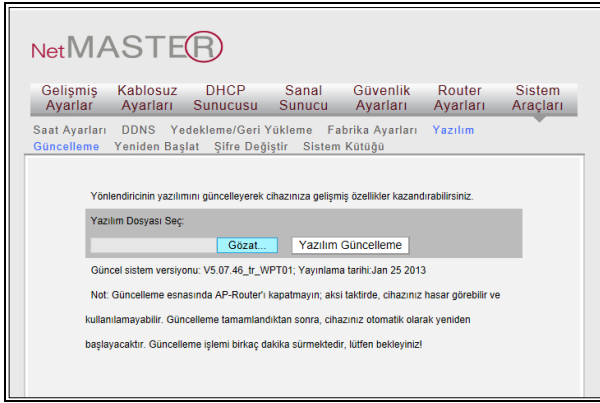 NetMASTER
Gelişmiş Kablosuz DHCP Sanal Güvenlik Router Sistem
Ayarlar Ayarları Sunucusu Sunucu Ayarları Ayarları Araçları
Saat Ayarları DDNS Yedekleme/Geri Yükleme Fabrika Ayarları Yazılım
Güncelleme Yeniden Başlat Şifre Değiştir Sistem Kütüğü
Yönlendiricinin yazılımını güncelleyerek cihazınıza gelişmiş özellikler kazandırabilirsiniz.
Yazılım Dosyası Seç:
Gözat... Yazılım Güncelleme
Güncel sistem versiyonu: V5.07.46_tr_WPT01; Yayınlama tarihi:Jan 25 2013
Not: Güncelleme esnasında AP-Router'ı kapatmayın; aksi taktirde, cihazınız hasar görebilir ve
kullanılamayabilir. Güncelleme tamamlandıktan sonra, cihazınız otomatik olarak yeniden
başlayacaktır. Güncelleme işlemi birkaç dakika sürmektedir, lütfen bekleyiniz!